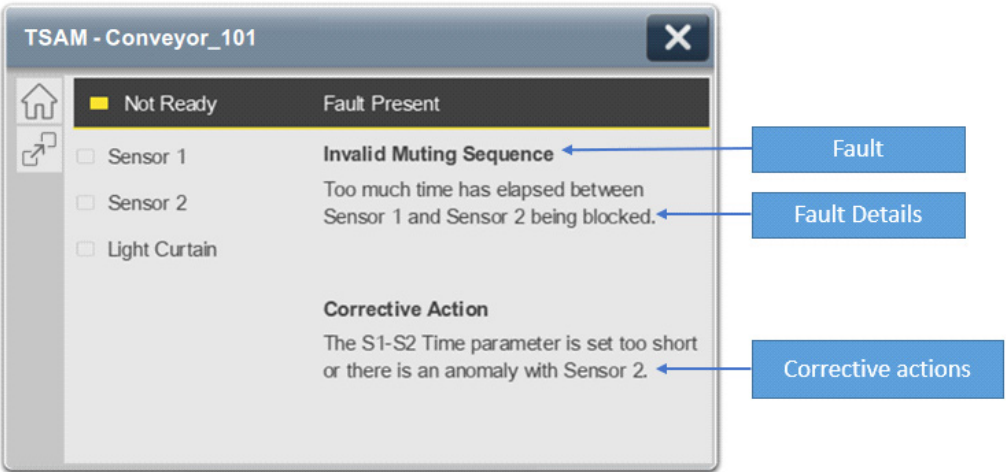 TSAM - Conveyor_101
Not Ready
Fault Present
Sensor 1
Sensor 2
Light Curtain
Invalid Muting Sequence
Too much time has elapsed between
Sensor 1 and Sensor 2 being blocked.
Corrective Action
The S1-S2 Time parameter is set too short
or there is an anomaly with Sensor 2.
Fault
Fault Details
Corrective actions